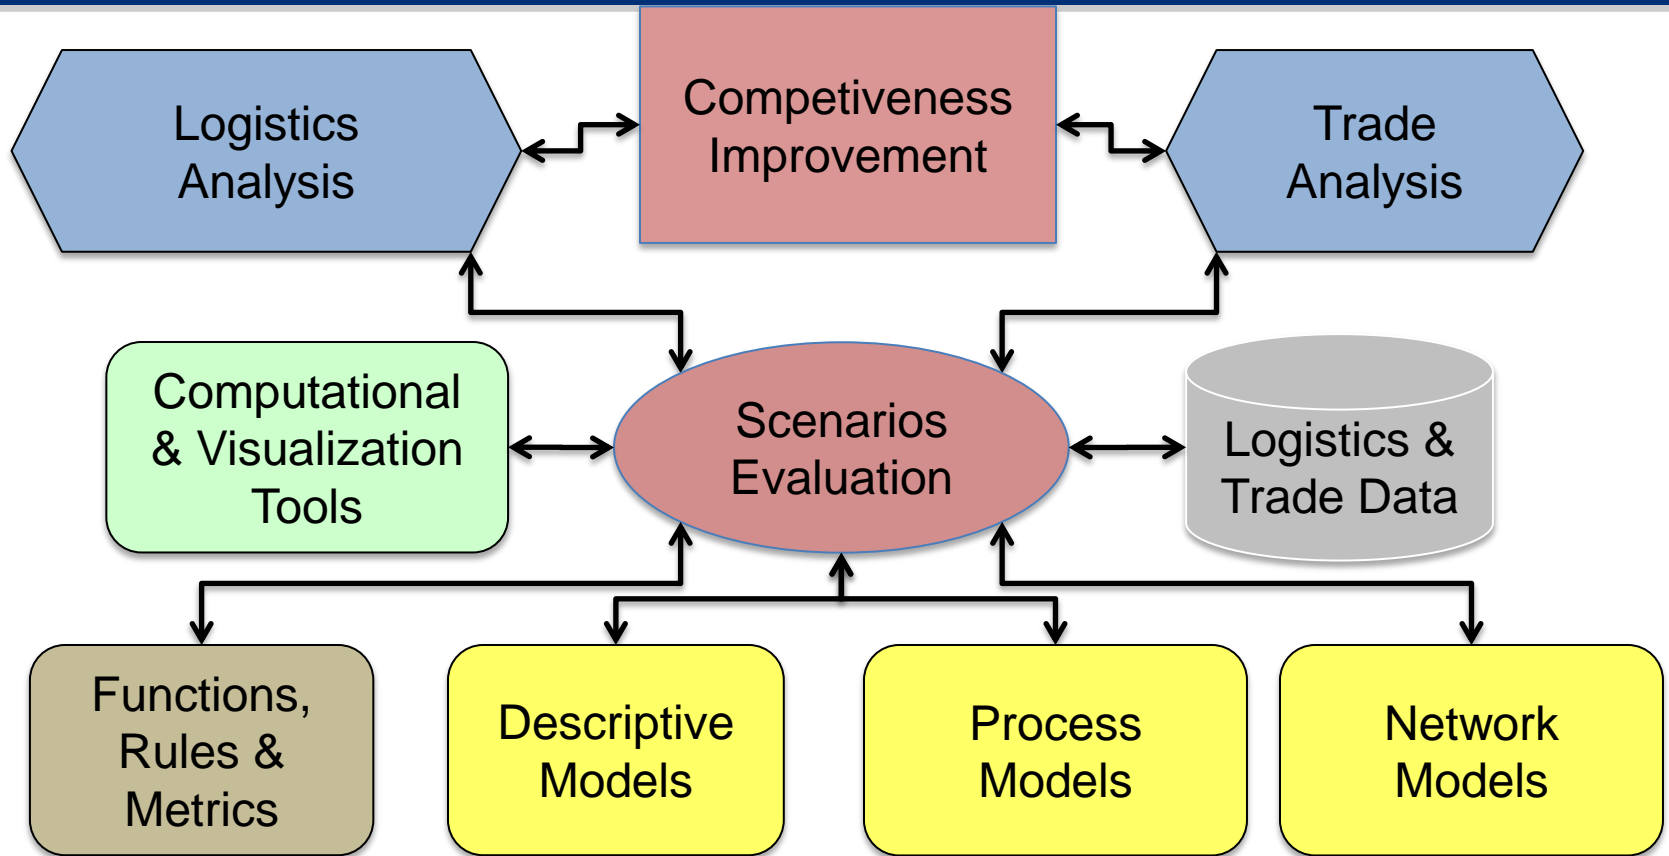 Logistics
Analysis
Competiveness
Improvement
Trade
Analysis
Computational
& Visualization
Tools
Scenarios
Evaluation
Logistics &
Trade Data
Functions,
Rules &
Metrics
Descriptive
Models
Process
Models
Network
Models